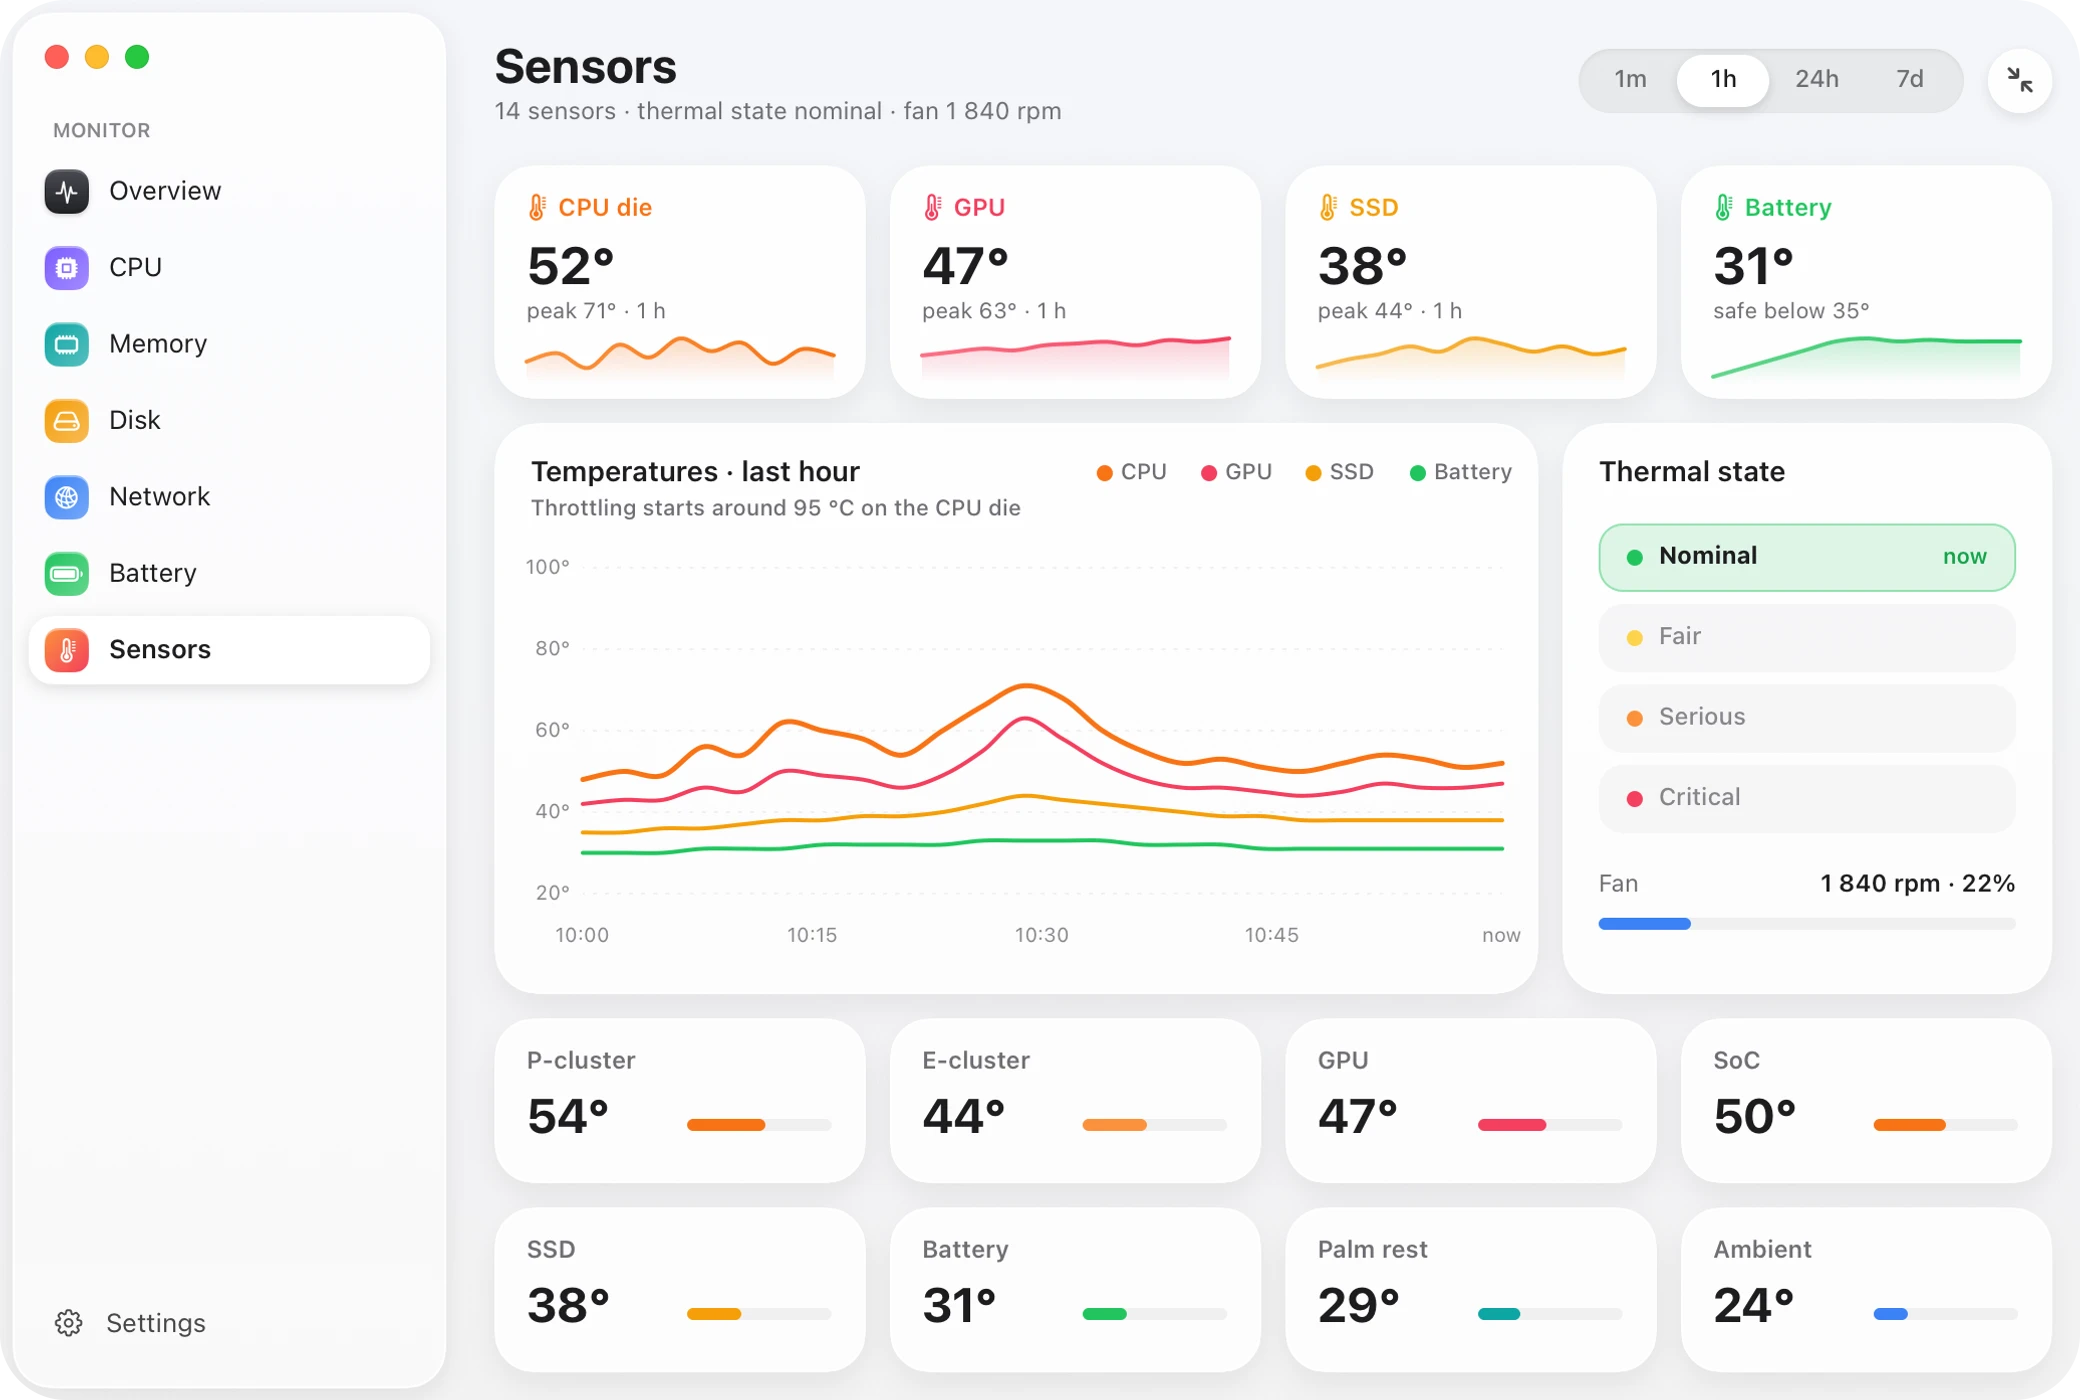 MONITOR
Overview
CPU
Memory
Disk
Network
Battery
Sensors
Settings
Sensors
14 sensors · thermal state nominal · fan 1 840 rpm
1m 1h 24h 7d
CPU die
52°
peak 71° · 1 h
GPU
47°
peak 63° · 1 h
SSD
38°
peak 44° · 1 h
Battery
31°
safe below 35°
Temperatures · last hour
Throttling starts around 95 °C on the CPU die
CPU GPU SSD Battery
100°
80°
60°
40°
20°
10:00 10:15 10:30 10:45 now
Thermal state
Nominal now
Fair
Serious
Critical
Fan 1 840 rpm · 22%
P-cluster
54°
E-cluster
44°
GPU
47°
SoC
50°
SSD
38°
Battery
31°
Palm rest
29°
Ambient
24°